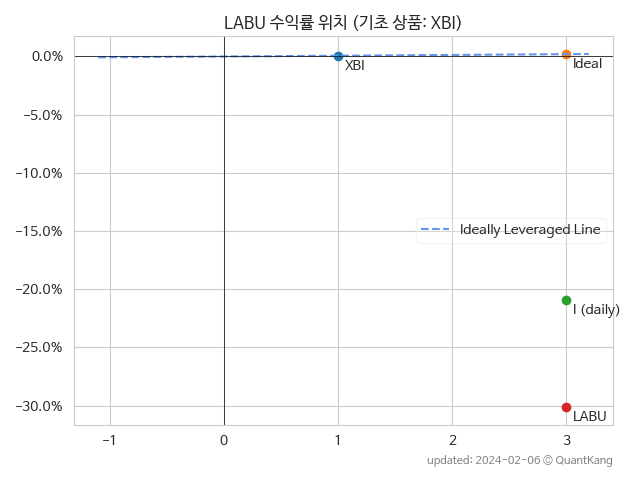 LABU 수익률 위치 (기초 상품: XBI)
0.0%
XBI
Ideal
−5.0%
−10.0%
−15.0%
Ideally Leveraged Line
−20.0%
I (daily)
−25.0%
−30.0%
LABU
−1
0
1
2
3
updated: 2024-02-06 © QuantKang